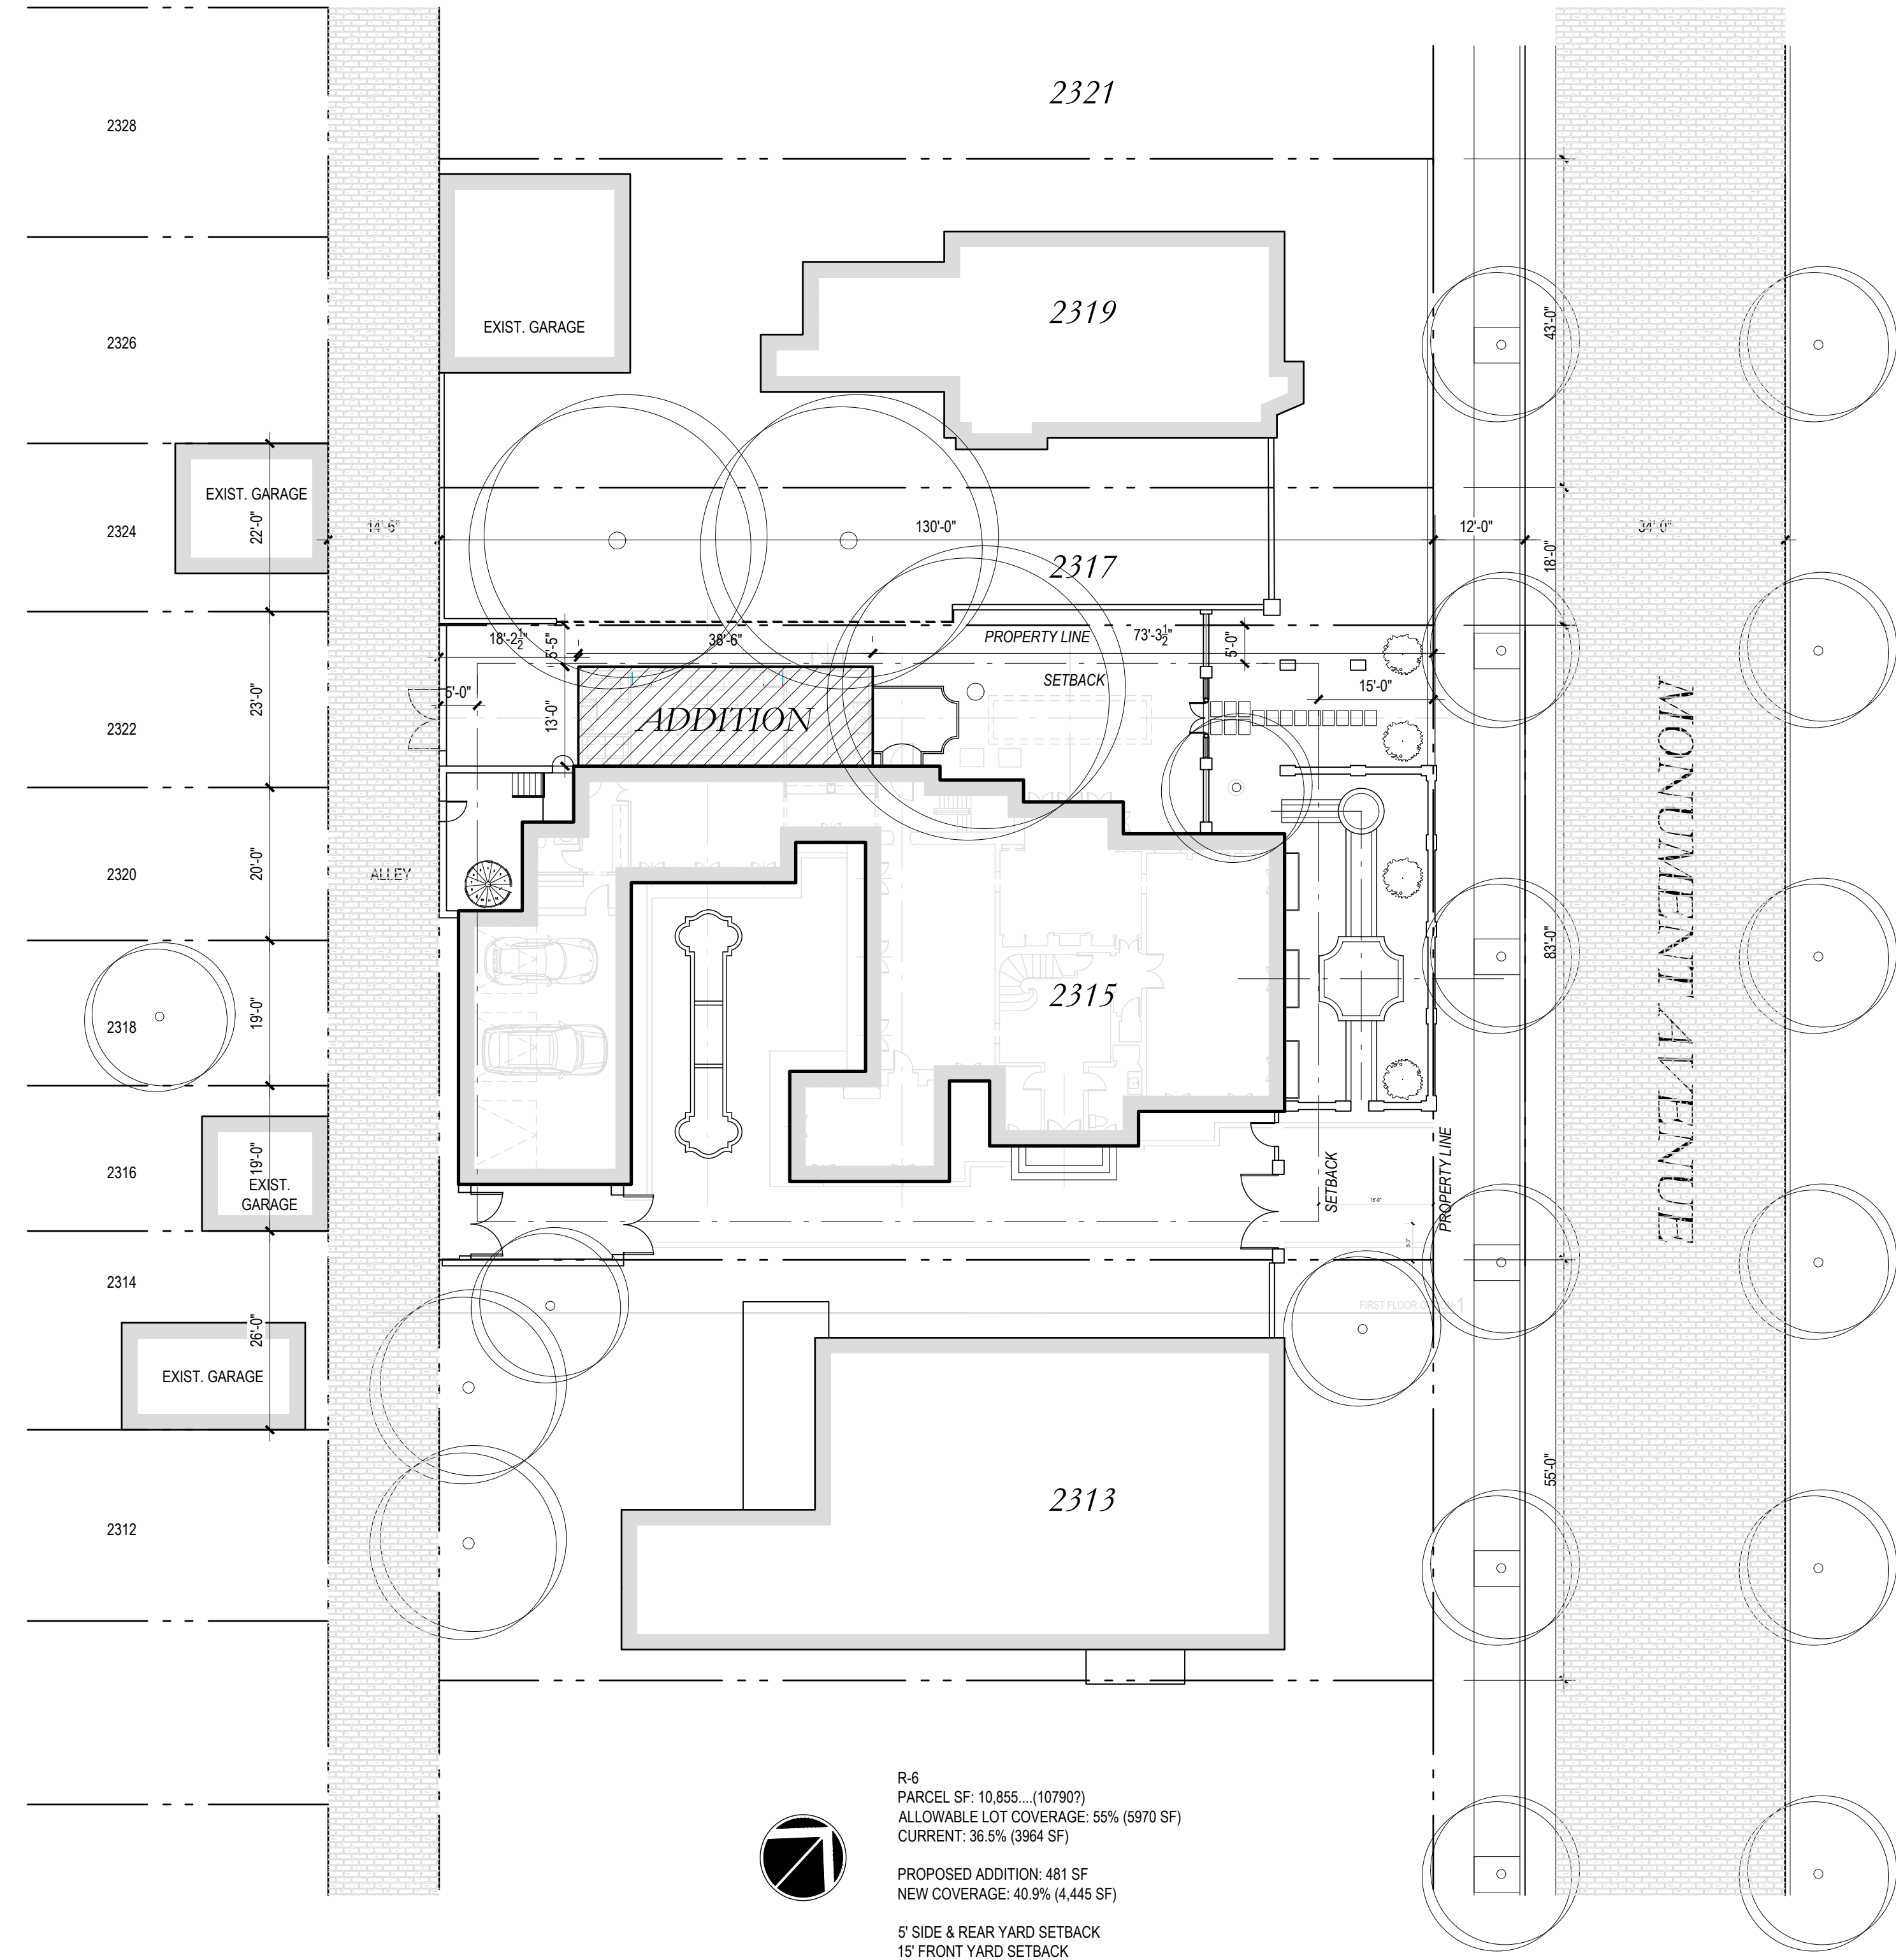 2321
2328
2319
EXIST. GARAGE
2326
43'-0"
EXIST. GARAGE
22'-0"
2324
14'-6"
130'-0"
12'-0"
34'-0"
18'-0"
2317
18'-2½"
5'-5"
38'-6"
PROPERTY LINE
73'-3½"
5'-0"
SETBACK
15'-0"
5'-0"
23'-0"
13'-0"
ADDITION
2322
MONUMENT AVENUE
20'-0"
2320
ALLEY
83'-0"
2315
19'-0"
2318
19'-0"
2316
EXIST.
GARAGE
SETBACK
PROPERTY LINE
15'-0"
2314
26'-0"
FIRST FLOOR
1
EXIST. GARAGE
55'-0"
2313
2312
R-6
PARCEL SF: 10,855....(10790?)
ALLOWABLE LOT COVERAGE: 55% (5970 SF)
CURRENT: 36.5% (3964 SF)
PROPOSED ADDITION: 481 SF
NEW COVERAGE: 40.9% (4,445 SF)
5' SIDE & REAR YARD SETBACK
15' FRONT YARD SETBACK